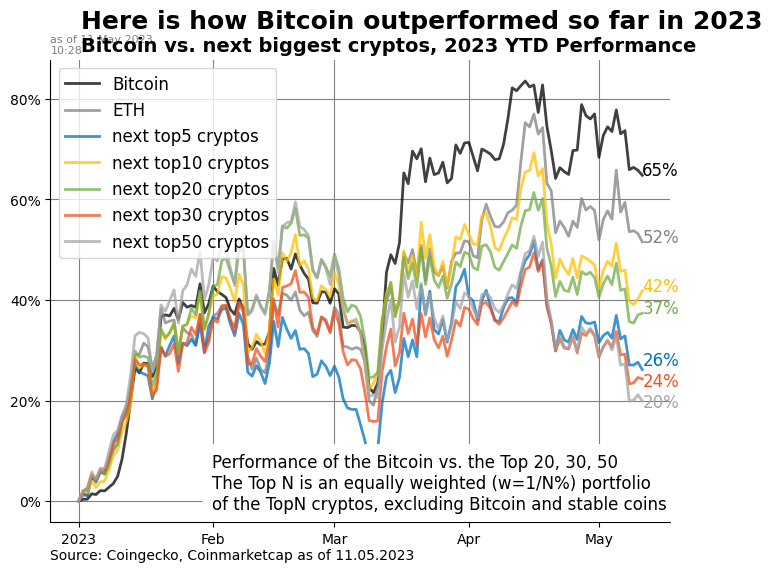 Here is how Bitcoin outperformed so far in 2023
as of 11 May 2023
10:28
Bitcoin vs. next biggest cryptos, 2023 YTD Performance
Bitcoin
ETH
next top5 cryptos
next top10 cryptos
next top20 cryptos
next top30 cryptos
next top50 cryptos
80%
60%
40%
20%
0%
65%
52%
42%
37%
26%
24%
20%
Performance of the Bitcoin vs. the Top 20, 30, 50
The Top N is an equally weighted (w=1/N%) portfolio
of the TopN cryptos, excluding Bitcoin and stable coins
2023 Feb Mar Apr May
Source: Coingecko, Coinmarketcap as of 11.05.2023